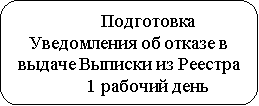 Подготовка
Уведомления об отказе в
выдаче Выписки из Реестра
1 рабочий день